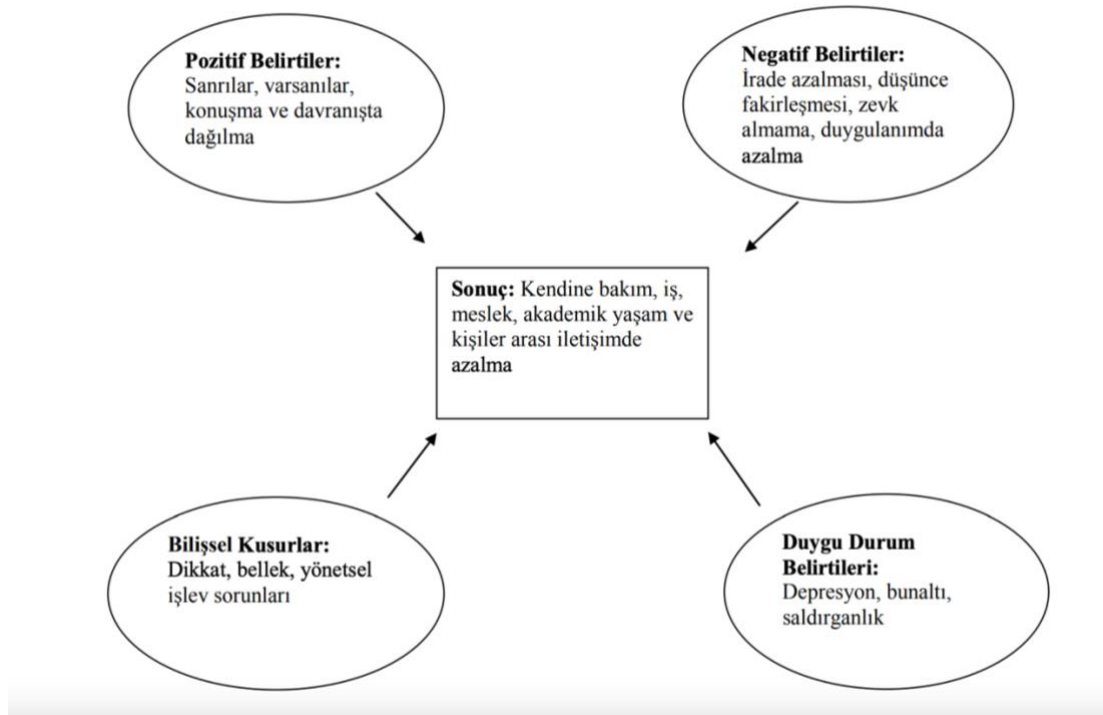 Pozitif Belirtiler:
Sanrılar, varsanılar,
konuşma ve davranışta
dağılma
Negatif Belirtiler:
İrade azalması, düşünce
fakirleşmesi, zevk
almama, duygulanımda
azalma
Sonuç: Kendine bakım, iş,
meslek, akademik yaşam ve
kişiler arası iletişimde
azalma
Bilişsel Kusurlar:
Dikkat, bellek, yönetsel
işlev sorunları
Duygu Durum
Belirtileri:
Depresyon, bunaltı,
saldırganlık